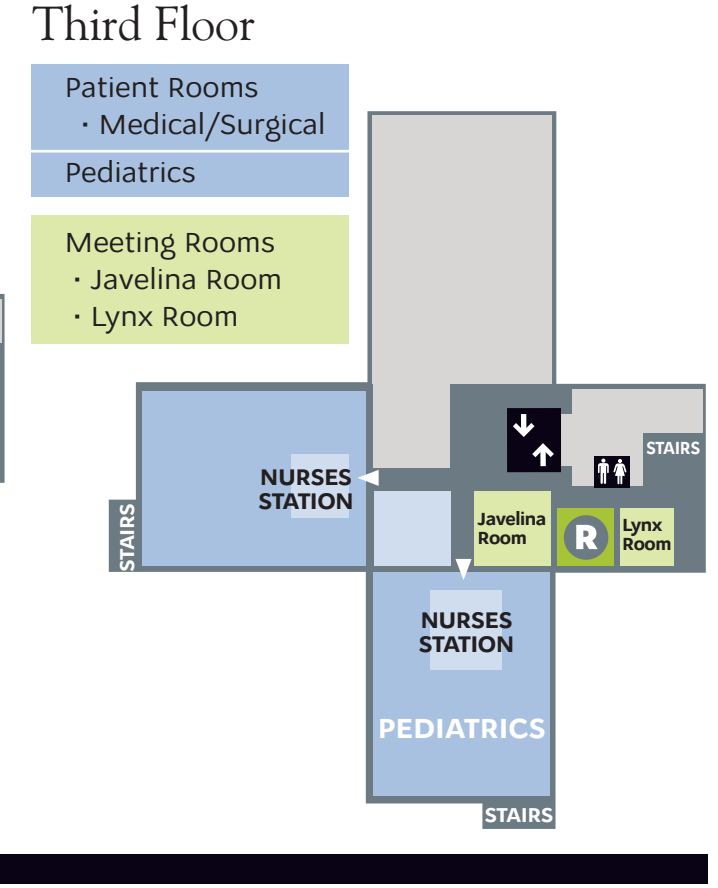 Third Floor
Patient Rooms
· Medical/Surgical
Pediatrics
Meeting Rooms
· Javelina Room
· Lynx Room
STAIRS
NURSES
STATION
STAIRS
Javelina
Room
R
Lynx
Room
NURSES
STATION
PEDIATRICS
STAIRS